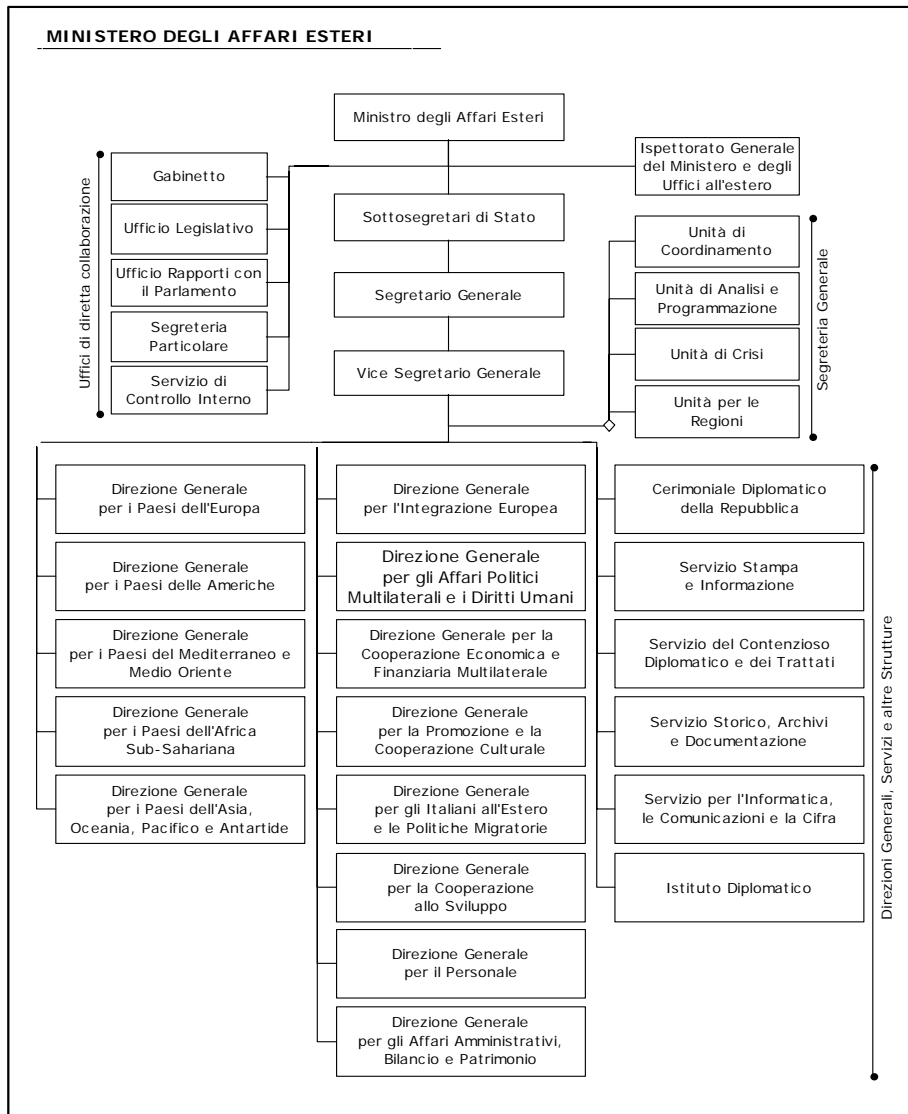 MINISTERO DEGLI AFFARI ESTERI
Ministro degli Affari Esteri
Ispettorato Generale
del Ministero e degli
Uffici all'estero
Uffici di diretta collaborazione
Gabinetto
Ufficio Legislativo
Ufficio Rapporti con
il Parlamento
Segreteria
Particolare
Servizio di
Controllo Interno
Sottosegretari di Stato
Segretario Generale
Vice Segretario Generale
Unità di
Coordinamento
Unità di Analisi e
Programmazione
Unità di Crisi
Unità per le
Regioni
Segreteria Generale
Direzione Generale
per i Paesi dell'Europa
Direzione Generale
per i Paesi delle Americhe
Direzione Generale
per i Paesi del Mediterraneo e
Medio Oriente
Direzione Generale
per i Paesi dell'Africa
Sub-Sahariana
Direzione Generale
per i Paesi dell'Asia,
Oceania, Pacifico e Antartide
Direzione Generale
per l'Integrazione Europea
Direzione Generale
per gli Affari Politici
Multilaterali e i Diritti Umani
Direzione Generale per la
Cooperazione Economica e
Finanziaria Multilaterale
Direzione Generale
per la Promozione e la
Cooperazione Culturale
Direzione Generale
per gli Italiani all'Estero
e le Politiche Migratorie
Direzione Generale
per la Cooperazione
allo Sviluppo
Direzione Generale
per il Personale
Direzione Generale
per gli Affari Amministrativi,
Bilancio e Patrimonio
Cerimoniale Diplomatico
della Repubblica
Servizio Stampa
e Informazione
Servizio del Contenzioso
Diplomatico e dei Trattati
Servizio Storico, Archivi
e Documentazione
Servizio per l'Informatica,
le Comunicazioni e la Cifra
Istituto Diplomatico
Direzioni Generali, Servizi e altre Strutture